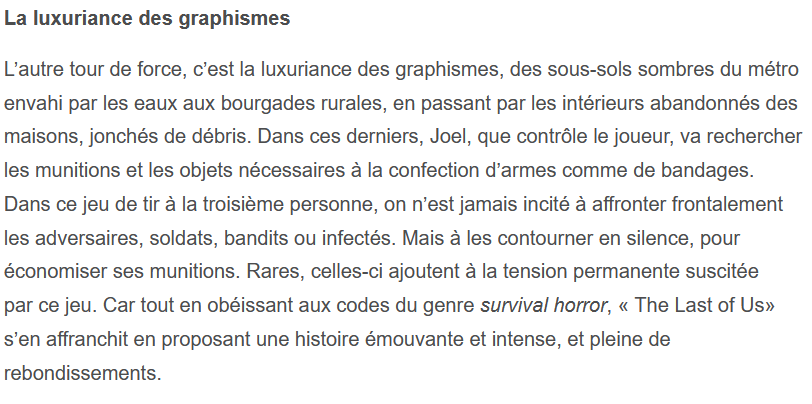 La luxuriance des graphismes
L’autre tour de force, c’est la luxuriance des graphismes, des sous-sols sombres du métro
envahi par les eaux aux bourgades rurales, en passant par les intérieurs abandonnés des
maisons, jonchés de débris. Dans ces derniers, Joel, que contrôle le joueur, va rechercher
les munitions et les objets nécessaires à la confection d’armes comme de bandages.
Dans ce jeu de tir à la troisième personne, on n’est jamais incité à affronter frontalement
les adversaires, soldats, bandits ou infectés. Mais à les contourner en silence, pour
économiser ses munitions. Rares, celles-ci ajoutent à la tension permanente suscitée
par ce jeu. Car tout en obéissant aux codes du genre survival horror, « The Last of Us»
s’en affranchit en proposant une histoire émouvante et intense, et pleine de
rebondissements.